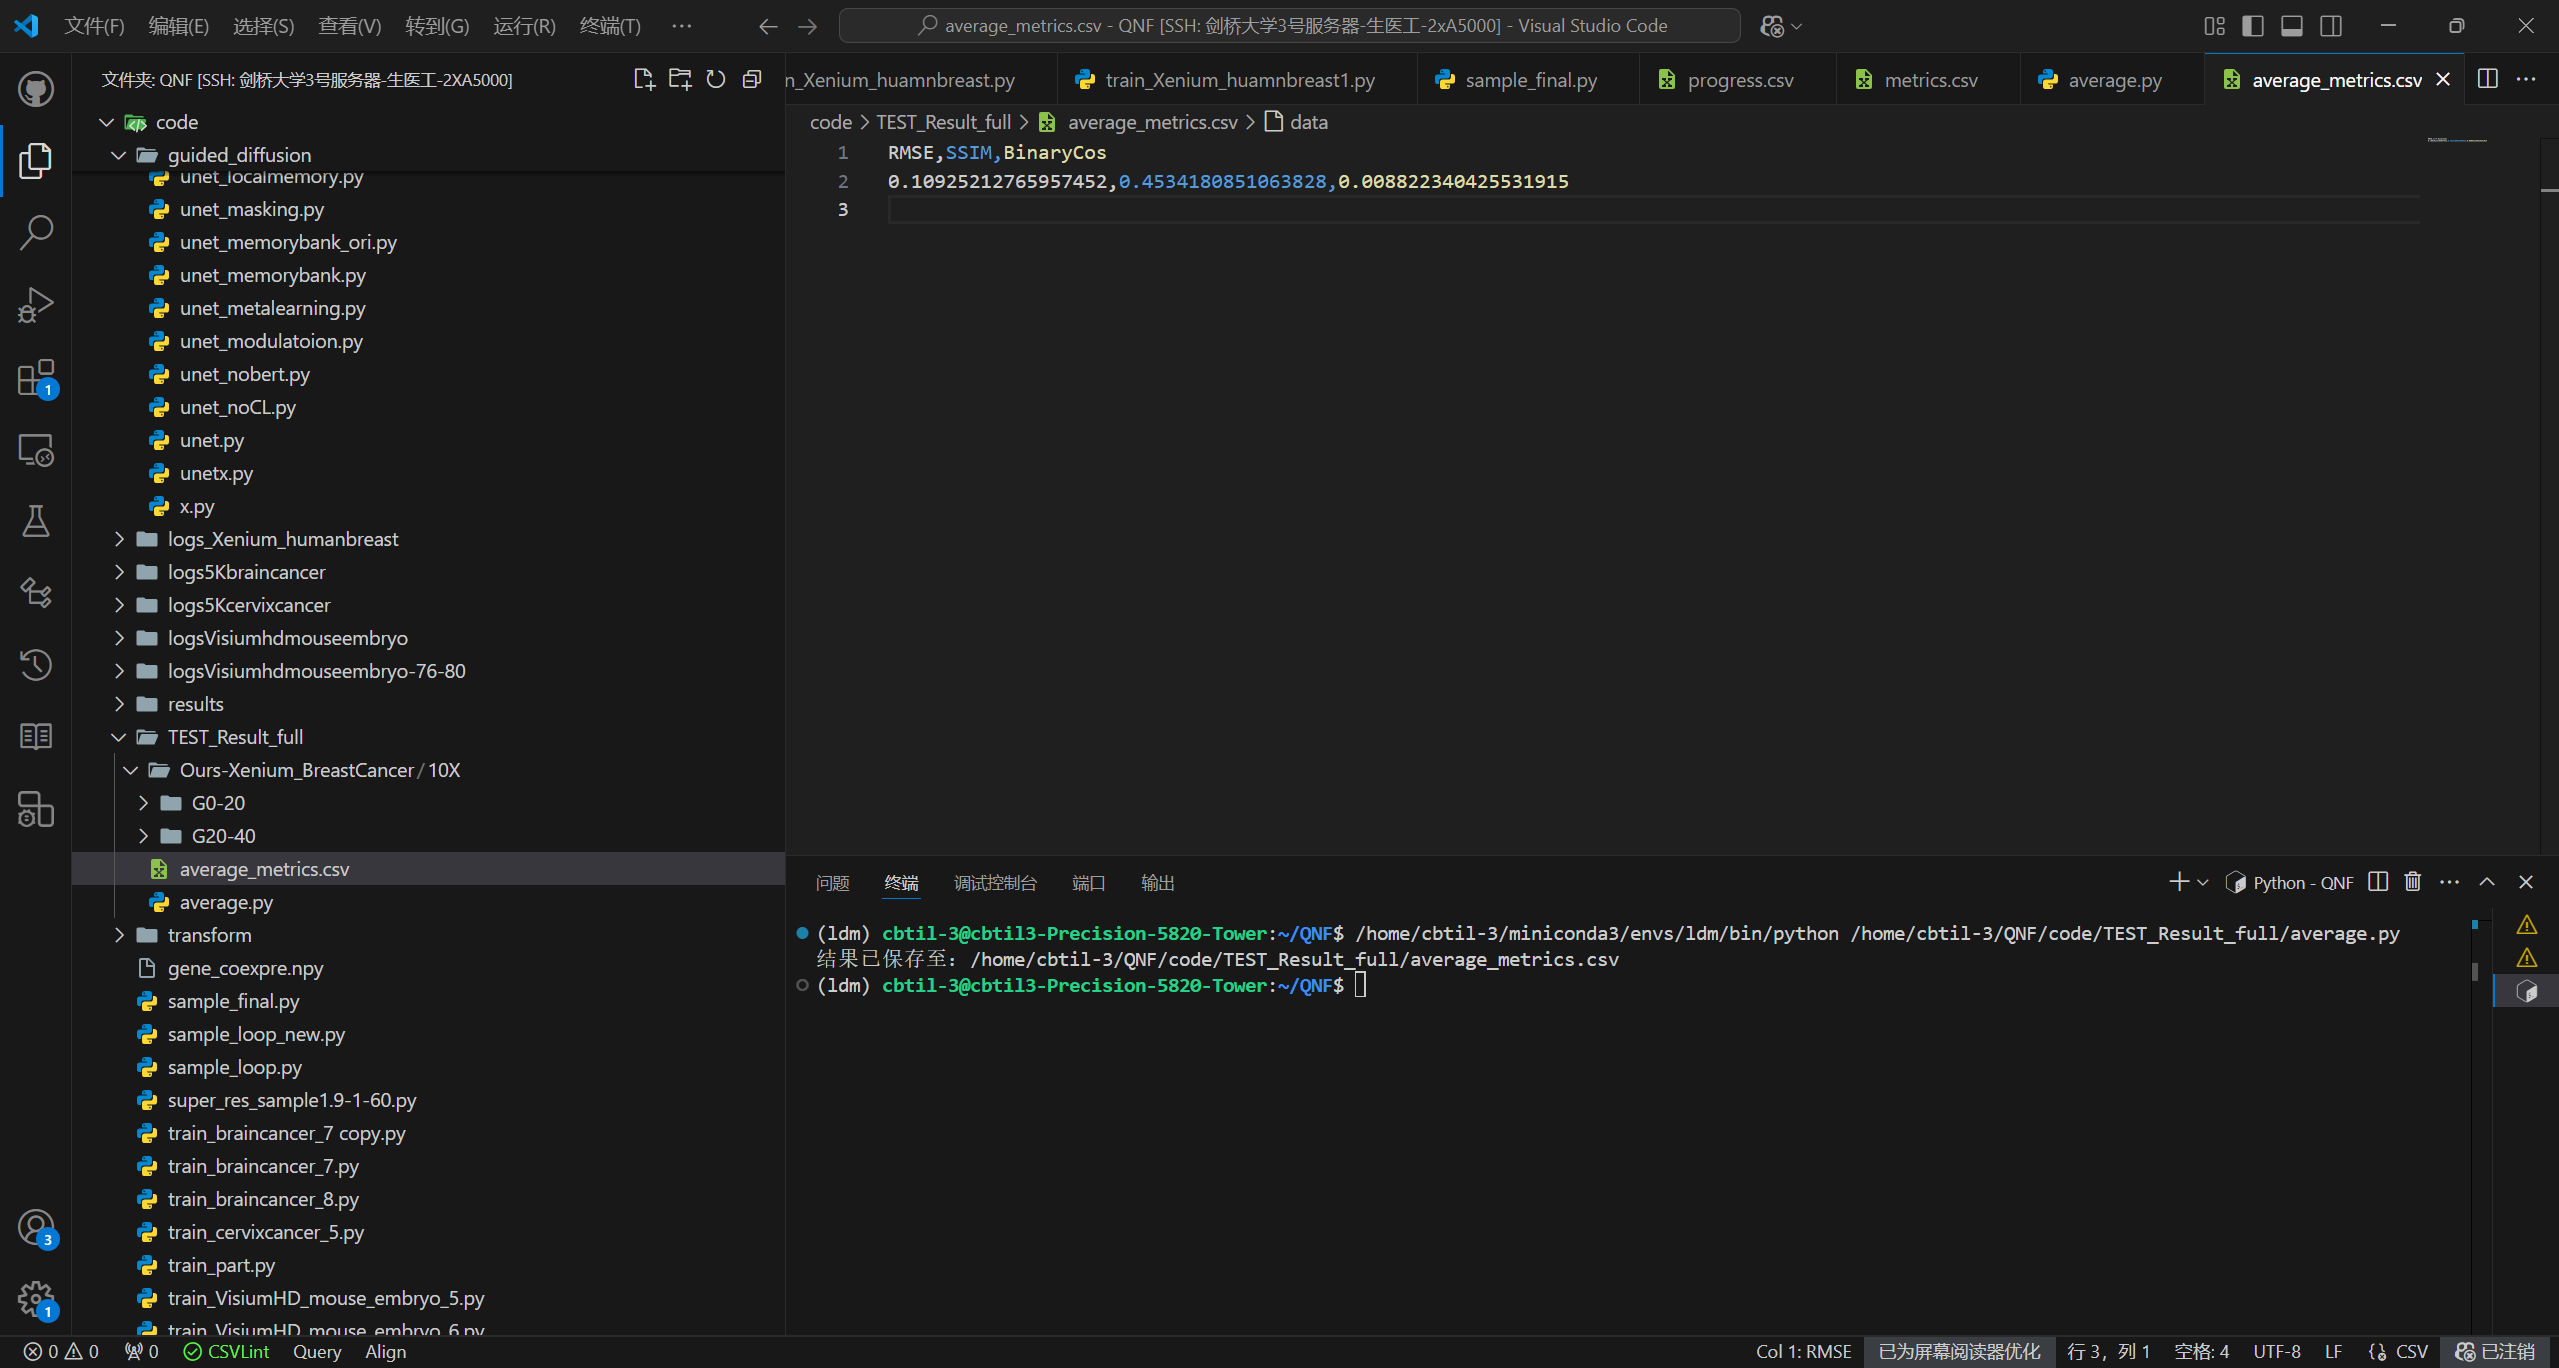 文件(F) 编辑(E) 选择(S) 查看(V) 转到(G) 运行(R) 终端(T) ···
average_metrics.csv - QNF [SSH: 剑桥大学3号服务器-生医工-2xA5000] - Visual Studio Code
文件夹: QNF [SSH: 剑桥大学3号服务器-生医工-2XA5000]
code
guided_diffusion
unet_localmemory.py
unet_masking.py
unet_memorybank_ori.py
unet_memorybank.py
unet_metalearning.py
unet_modulatoion.py
unet_nobert.py
unet_noCL.py
unet.py
unetx.py
x.py
logs_Xenium_humanbreast
logs5Kbraincancer
logs5Kcervixcancer
logsVisiumhdmouseembryo
logsVisiumhdmouseembryo-76-80
results
TEST_Result_full
Ours-Xenium_BreastCancer/10X
G0-20
G20-40
average_metrics.csv
average.py
transform
gene_coexpre.npy
sample_final.py
sample_loop_new.py
sample_loop.py
super_res_sample1.9-1-60.py
train_braincancer_7 copy.py
train_braincancer_7.py
train_braincancer_8.py
train_cervixcancer_5.py
train_part.py
train_VisiumHD_mouse_embryo_5.py
train_VisiumHD_mouse_embryo_6.py
1
3
1
n_Xenium_huamnbreast.py train_Xenium_huamnbreast1.py sample_final.py progress.csv metrics.csv average.py average_metrics.csv
code > TEST_Result_full > average_metrics.csv > data
1 RMSE,SSIM,BinaryCos
2 0.10925212765957452,0.4534180851063828,0.008822340425531915
3
问题 终端 调试控制台 端口 输出
Python - QNF
(ldm) cbtil-3@cbtil3-Precision-5820-Tower:~/QNF$ /home/cbtil-3/miniconda3/envs/ldm/bin/python /home/cbtil-3/QNF/code/TEST_Result_full/average.py
结果已保存至: /home/cbtil-3/QNF/code/TEST_Result_full/average_metrics.csv
(ldm) cbtil-3@cbtil3-Precision-5820-Tower:~/QNF$
0 0 0 CSVLint Query Align
Col 1: RMSE 已为屏幕阅读器优化 行 3, 列 1 空格: 4 UTF-8 LF CSV 已注销